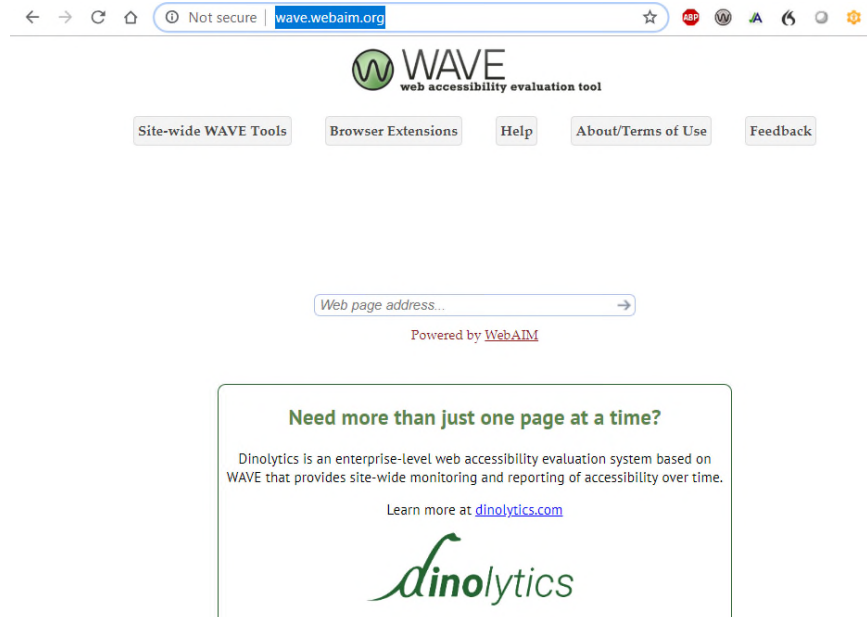 Not secure | wave.webaim.org
ABP
WAVE
web accessibility evaluation tool
Site-wide WAVE Tools Browser Extensions Help About/Terms of Use Feedback
Web page address...
Powered by WebAIM
Need more than just one page at a time?
Dinolytics is an enterprise-level web accessibility evaluation system based on
WAVE that provides site-wide monitoring and reporting of accessibility over time.
Learn more at dinolytics.com
dinolytics